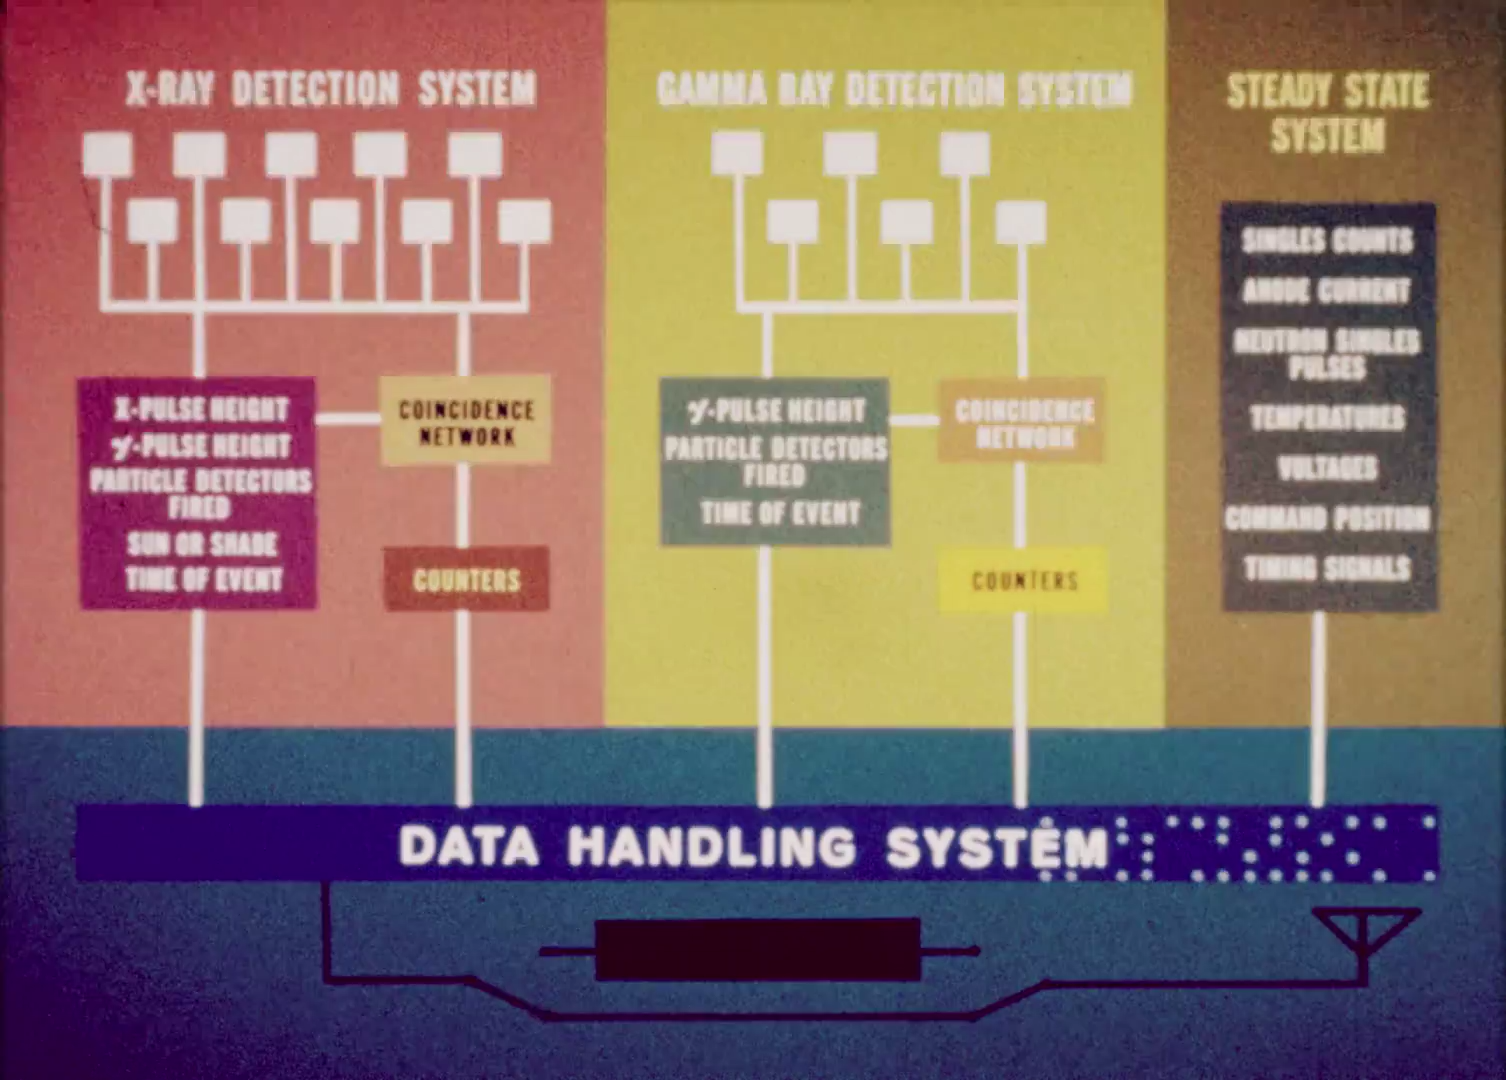 X-RAY DETECTION SYSTEM
GAMMA RAY DETECTION SYSTEM
STEADY STATE
SYSTEM
X-PULSE HEIGHT
γ-PULSE HEIGHT
PARTICLE DETECTORS
FIRED
SUN OR SHADE
TIME OF EVENT
COINCIDENCE
NETWORK
COUNTERS
γ-PULSE HEIGHT
PARTICLE DETECTORS
FIRED
TIME OF EVENT
COINCIDENCE
NETWORK
COUNTERS
SINGLES COUNTS
ANODE CURRENT
NEUTRON SINGLES
PULSES
TEMPERATURES
VOLTAGES
COMMAND POSITION
TIMING SIGNALS
DATA HANDLING SYSTEM